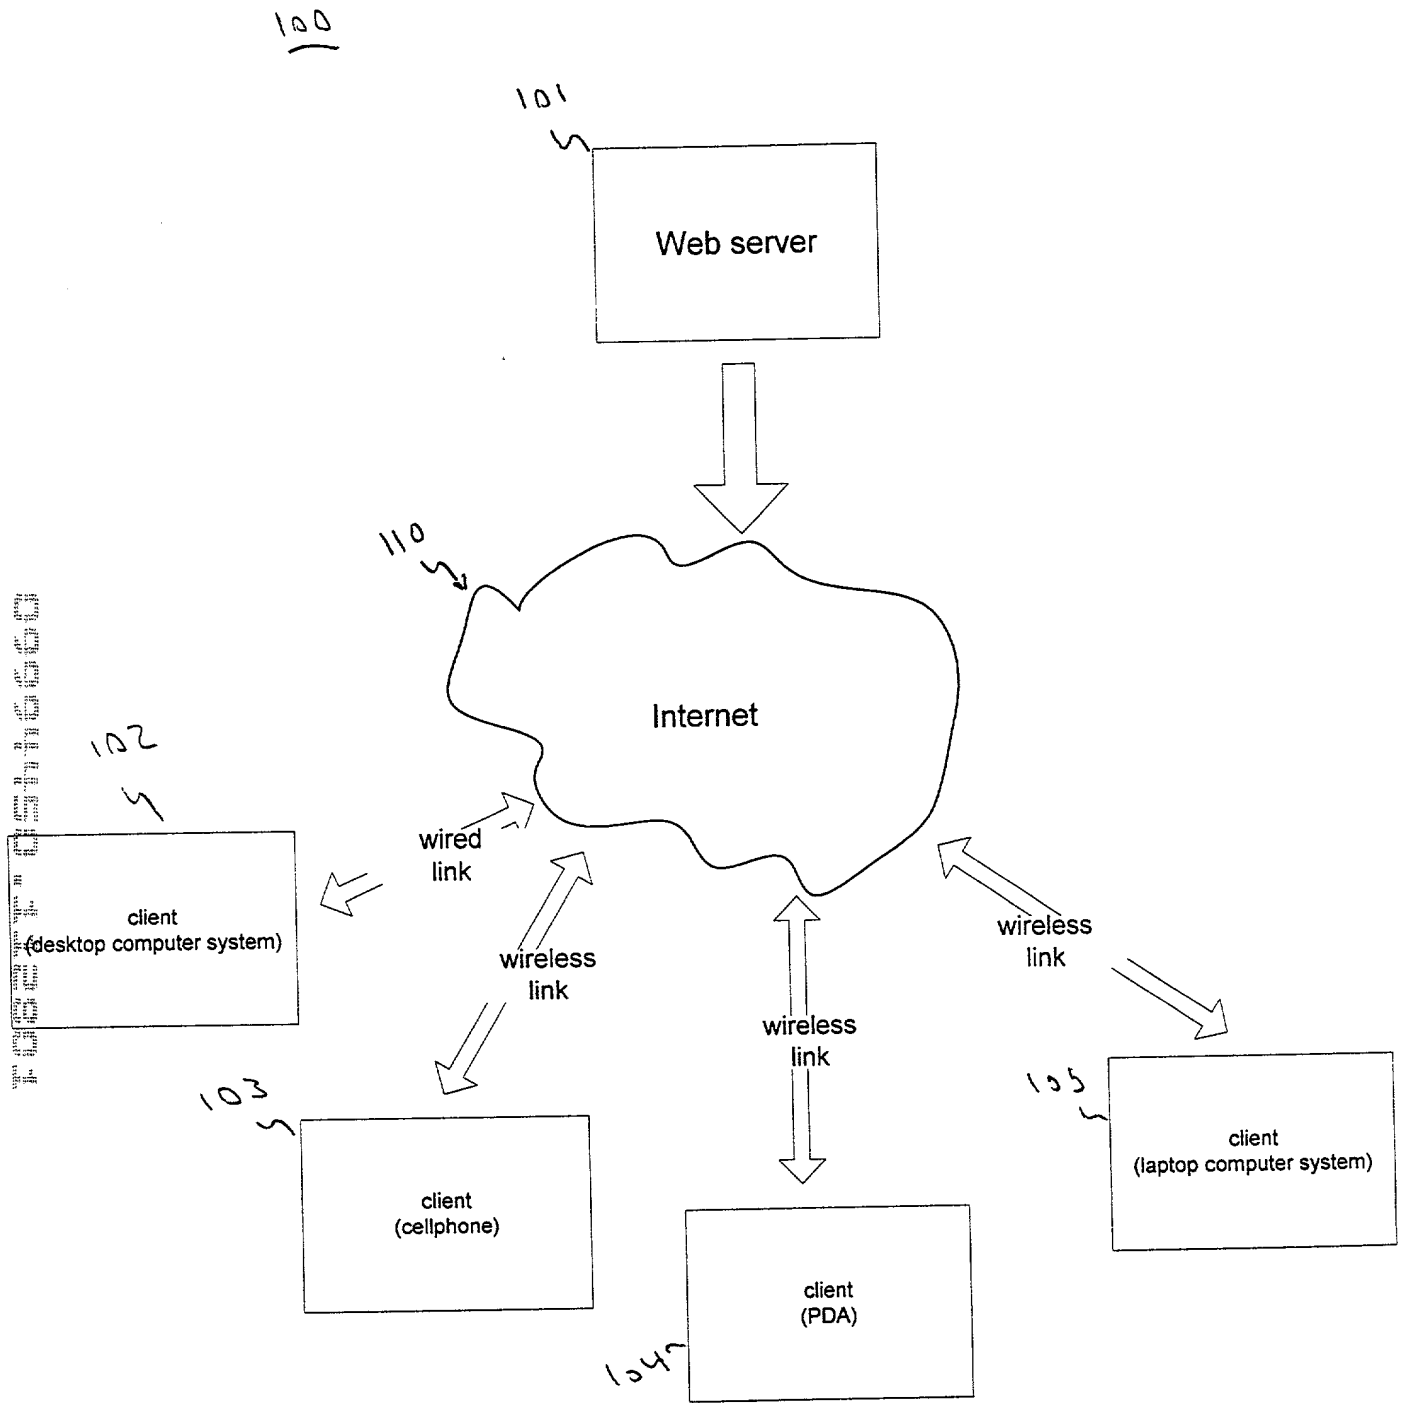 100
101
Web server
110
Internet
102
wired
link
client
(desktop computer system)
wireless
link
wireless
link
wireless
link
103
client
(cellphone)
105
client
(laptop computer system)
client
(PDA)
104